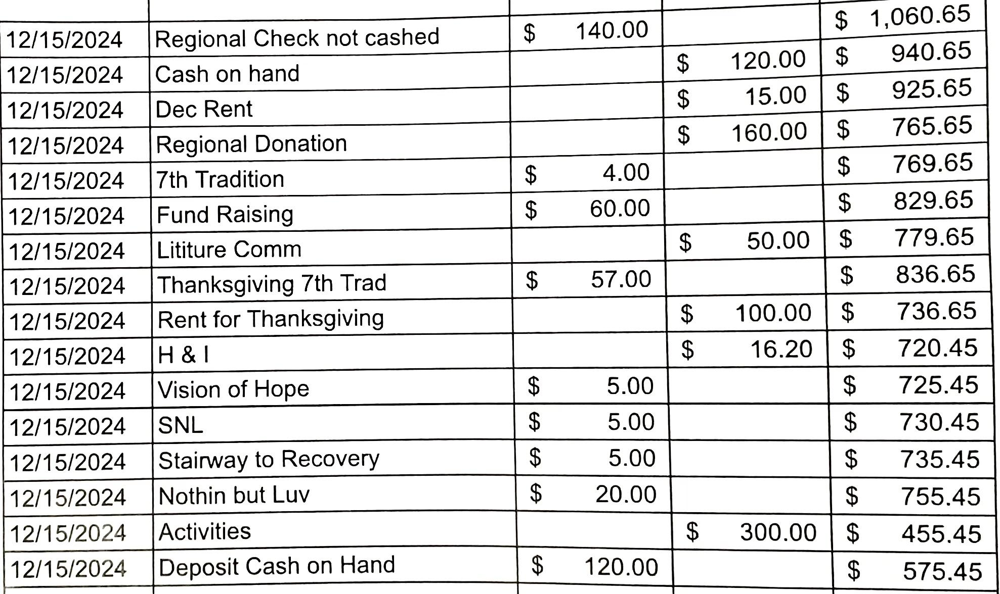 12/15/2024 Regional Check not cashed $ 140.00 $ 1,060.65
12/15/2024 Cash on hand $ 120.00 $ 940.65
12/15/2024 Dec Rent $ 15.00 $ 925.65
12/15/2024 Regional Donation $ 160.00 $ 765.65
12/15/2024 7th Tradition $ 4.00 $ 769.65
12/15/2024 Fund Raising $ 60.00 $ 829.65
12/15/2024 Lititure Comm $ 50.00 $ 779.65
12/15/2024 Thanksgiving 7th Trad $ 57.00 $ 836.65
12/15/2024 Rent for Thanksgiving $ 100.00 $ 736.65
12/15/2024 H & I $ 16.20 $ 720.45
12/15/2024 Vision of Hope $ 5.00 $ 725.45
12/15/2024 SNL $ 5.00 $ 730.45
12/15/2024 Stairway to Recovery $ 5.00 $ 735.45
12/15/2024 Nothin but Luv $ 20.00 $ 755.45
12/15/2024 Activities $ 300.00 $ 455.45
12/15/2024 Deposit Cash on Hand $ 120.00 $ 575.45